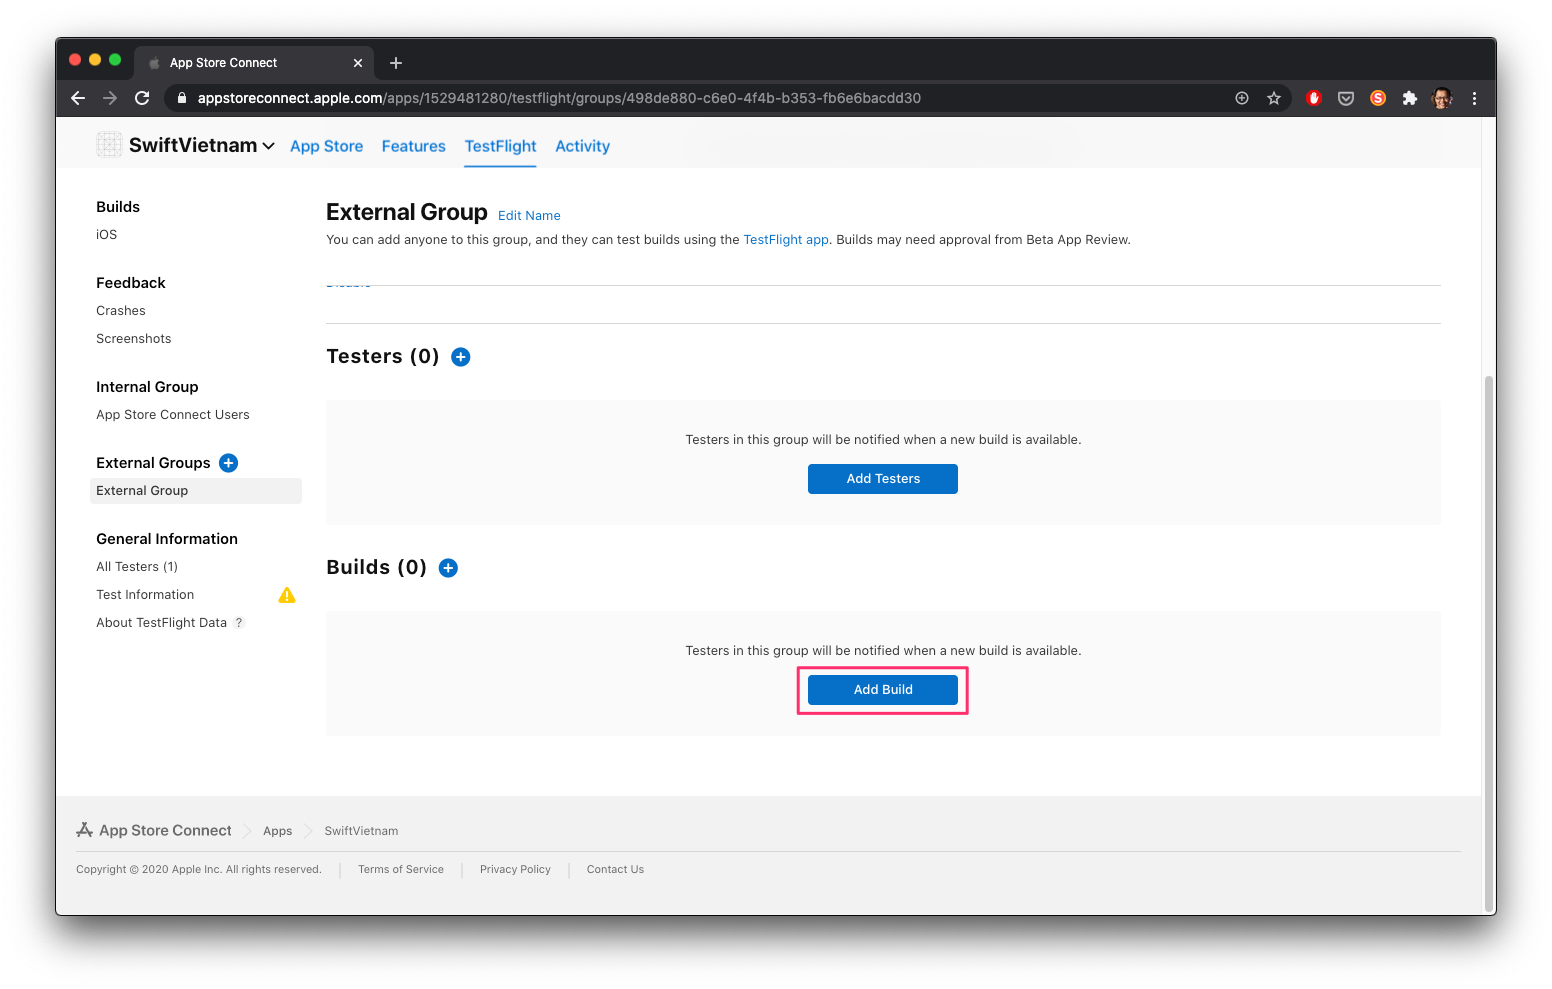 App Store Connect
appstoreconnect.apple.com/apps/1529481280/testflight/groups/498de880-c6e0-4f4b-b353-fb6e6bacdd30
S
SwiftVietnam App Store Features TestFlight Activity
Builds
iOS
Feedback
Crashes
Screenshots
Internal Group
App Store Connect Users
External Groups
External Group
General Information
All Testers (1)
Test Information
About TestFlight Data ?
External Group Edit Name
You can add anyone to this group, and they can test builds using the TestFlight app. Builds may need approval from Beta App Review.
Testers (0)
Testers in this group will be notified when a new build is available.
Add Testers
Builds (0)
Testers in this group will be notified when a new build is available.
Add Build
App Store Connect Apps SwiftVietnam
Copyright © 2020 Apple Inc. All rights reserved. Terms of Service Privacy Policy Contact Us